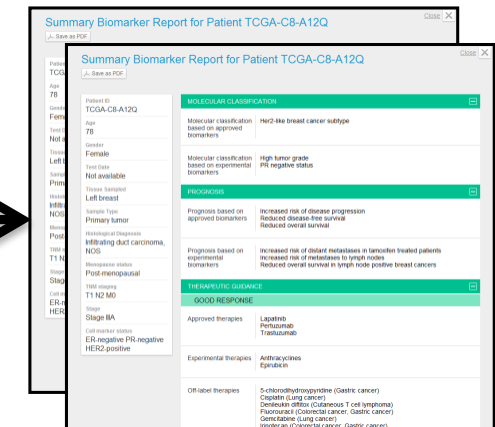 Summary Biomarker Report for Patient TCGA-C8-A12Q
Close
Save as PDF
Age
78
Summary Biomarker Report for Patient TCGA-C8-A12Q
Close
Save as PDF
Patient ID
TCGA-C8-A12Q
Age
78
Gender
Female
Test Date
Not available
Tissue Sampled
Left breast
Sample Type
Primary tumor
Histological Diagnosis
Infiltrating duct carcinoma,
NOS
Menopause status
Post-menopausal
TNM staging
T1 N2 M0
Stage
Stage IIIA
Cell marker status
ER-negative PR-negative
HER2-positive
MOLECULAR CLASSIFICATION
Molecular classification based on approved biomarkers
Her2-like breast cancer subtype
Molecular classification based on experimental biomarkers
High tumor grade
PR negative status
PROGNOSIS
Prognosis based on approved biomarkers
Increased risk of disease progression
Reduced disease-free survival
Reduced overall survival
Prognosis based on experimental biomarkers
Increased risk of distant metastases in tamoxifen treated patients
Increased risk of metastases to lymph nodes
Reduced overall survival in lymph node positive breast cancers
THERAPEUTIC GUIDANCE
GOOD RESPONSE
Approved therapies
Lapatinib
Pertuzumab
Trastuzumab
Experimental therapies
Anthracyclines
Epirubicin
Off-label therapies
5-chlorodihydroxypyridine (Gastric cancer)
Cisplatin (Lung cancer)
Denileukin diftitox (Cutaneous T cell lymphoma)
Fluorouracil (Colorectal cancer, Gastric cancer)
Gemcitabine (Lung cancer)
Irinotecan (Colorectal cancer, Gastric cancer)